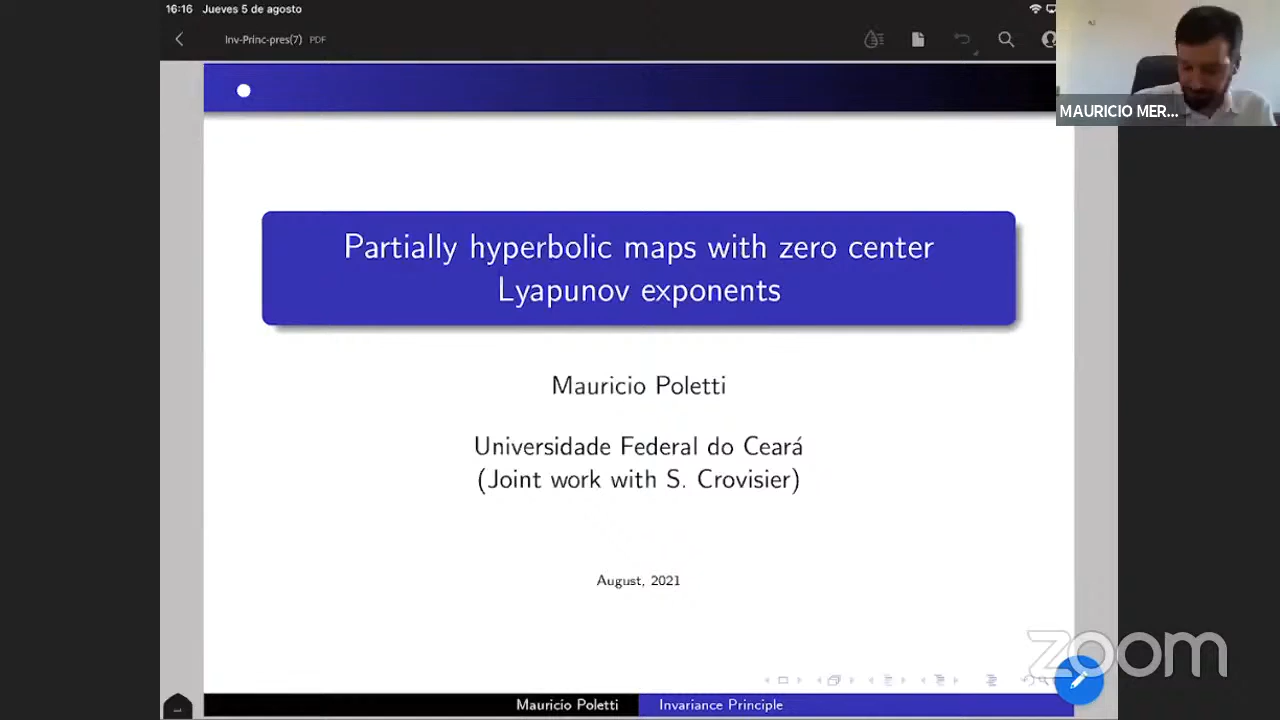 16:16 Jueves 5 de agosto
Inv-Princ-pres(7) PDF
MAURICIO MER...
Partially hyperbolic maps with zero center
Lyapunov exponents
Mauricio Poletti
Universidade Federal do Ceará
(Joint work with S. Crovisier)
August, 2021
zoom
Mauricio Poletti Invariance Principle